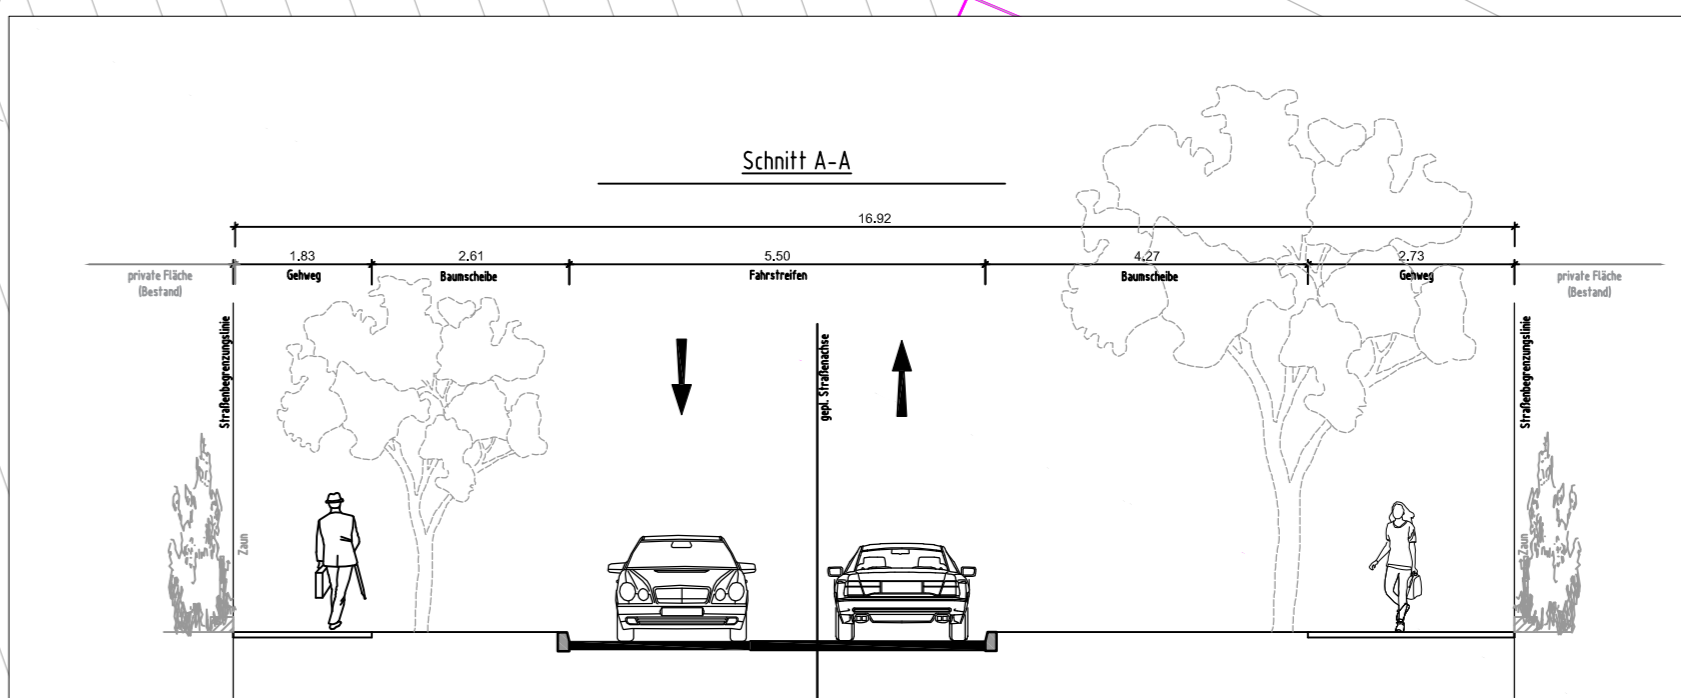 Schnitt A-A
16.92
1.83
2.61
5.50
4.27
2.73
private Fläche
(Bestand)
Gehweg
Baumscheibe
Fahrstreifen
Baumscheibe
Gehweg
private Fläche
(Bestand)
Straßenbegrenzungslinie
gepl. Straßenachse
Straßenbegrenzungslinie
Zaun
Zaun